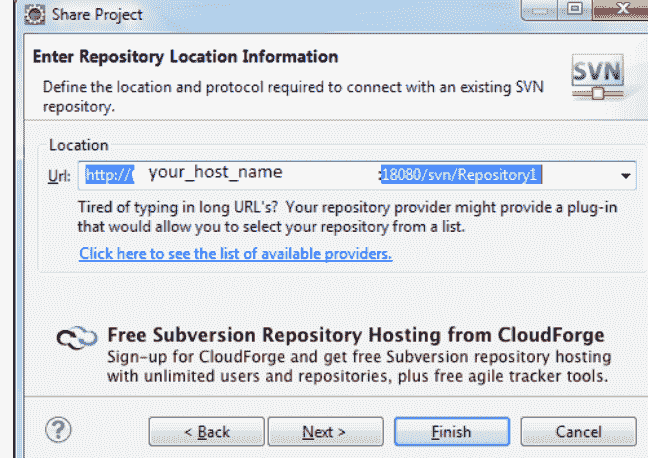 Share Project
Enter Repository Location Information
Define the location and protocol required to connect with an existing SVN
repository.
SVN
Location
Url: http:// your_host_name :18080/svn/Repository1
Tired of typing in long URL's? Your repository provider might provide a plug-in
that would allow you to select your repository from a list.
Click here to see the list of available providers.
Free Subversion Repository Hosting from CloudForge
Sign-up for CloudForge and get free Subversion repository hosting
with unlimited users and repositories, plus free agile tracker tools.
? < Back Next > Finish Cancel